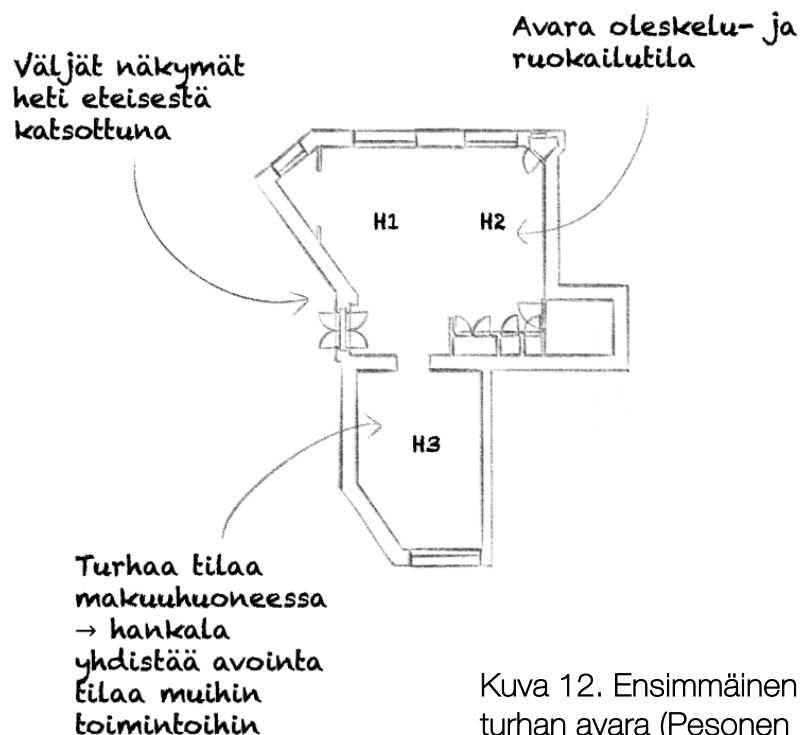 Avara oleskelu- ja
ruokailutila
Väljät näkymät
heti eteisestä
katsottuna
H1
H2
H3
Turhaa tilaa
makuuhuoneessa
→ hankala
yhdistää avointa
tilaa muihin
toimintoihin
Kuva 12. Ensimmäinen
turhan avara (Pesonen